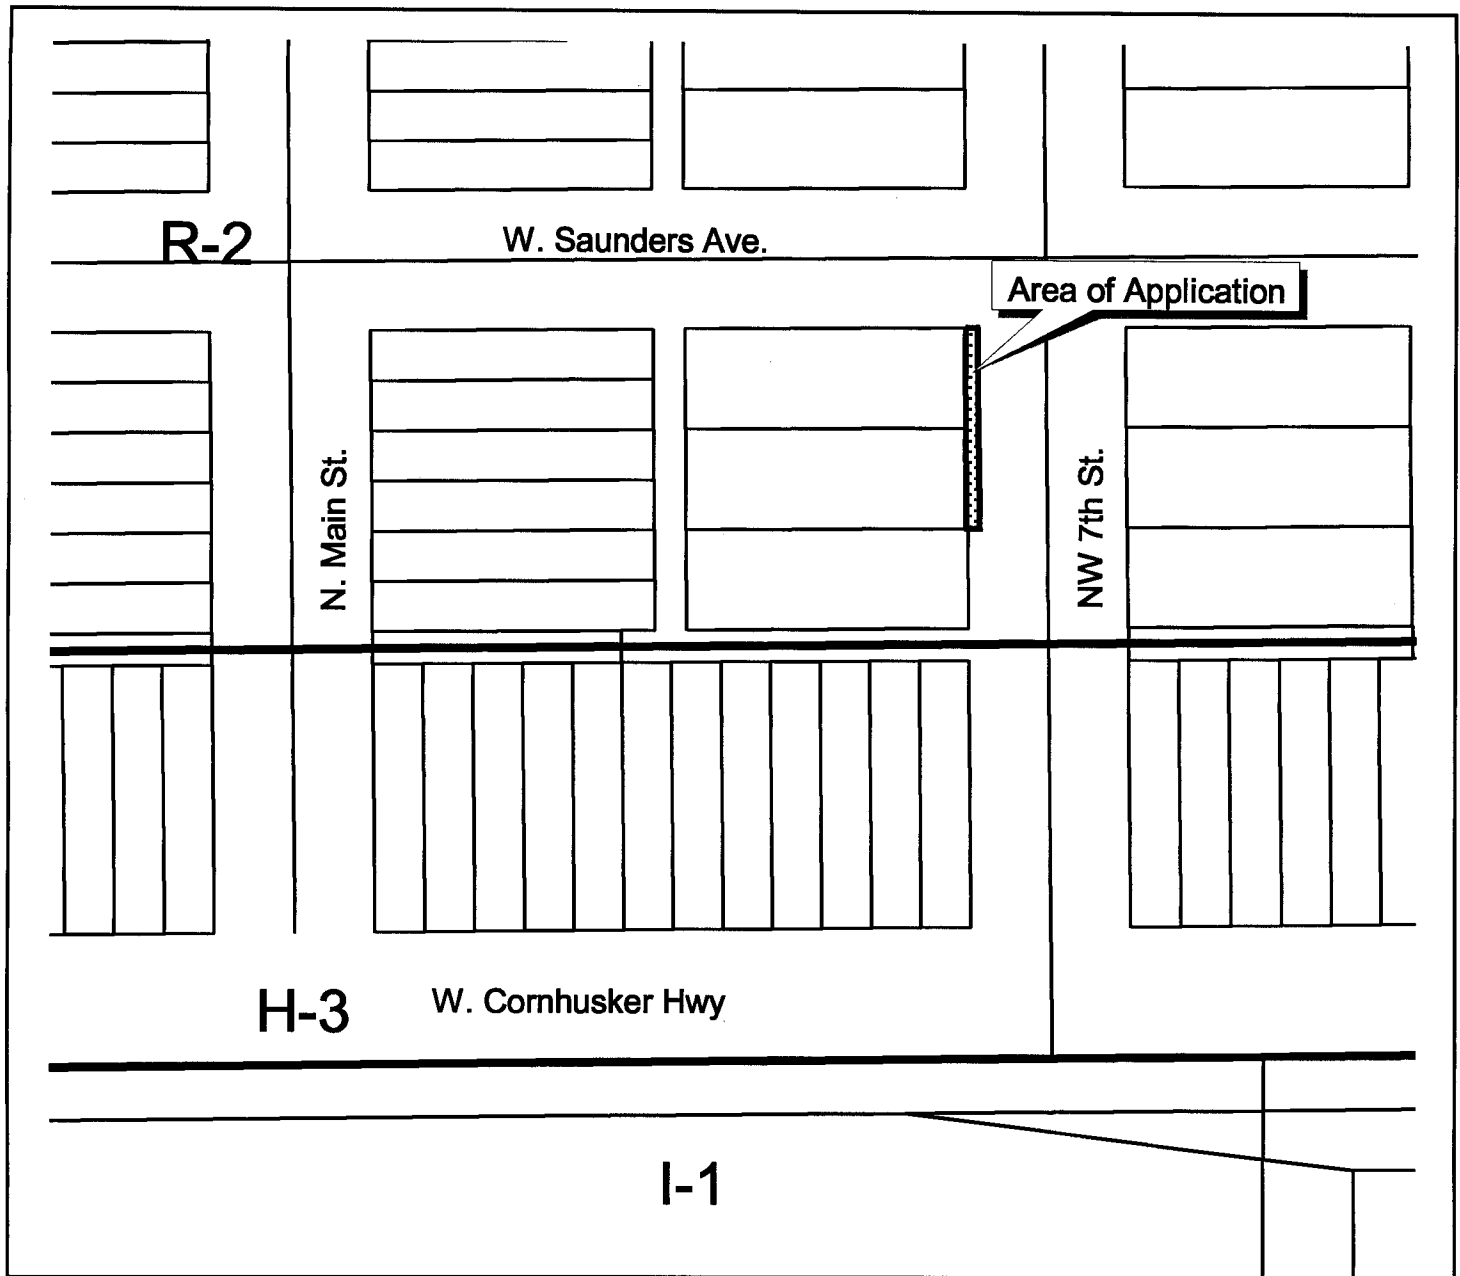 R-2
W. Saunders Ave.
Area of Application
N. Main St.
NW 7th St.
H-3
W. Cornhusker Hwy
I-1